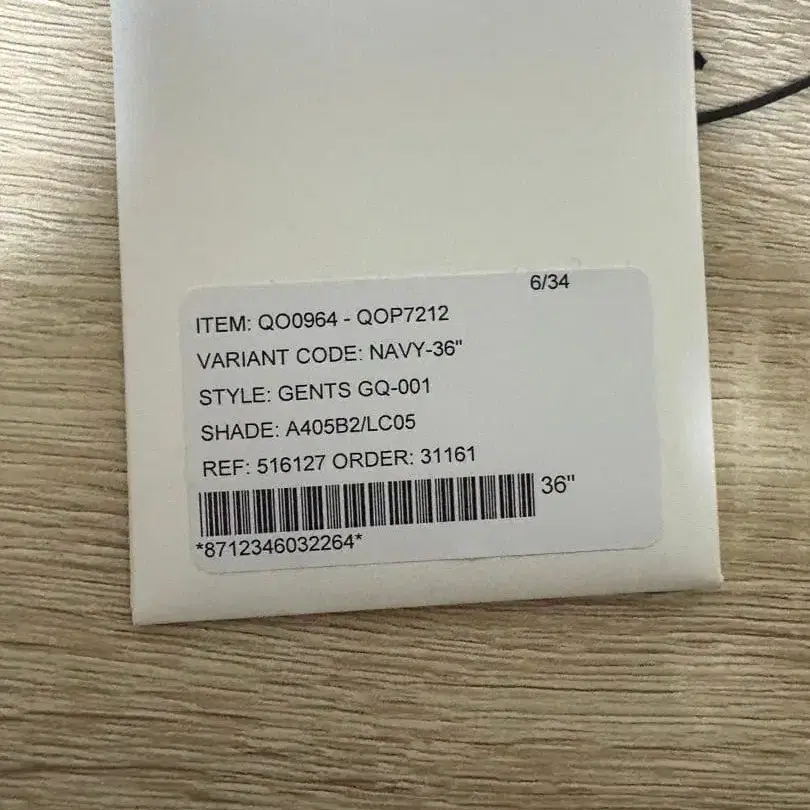 6/34
ITEM: QO0964 - QOP7212
VARIANT CODE: NAVY-36"
STYLE: GENTS GQ-001
SHADE: A405B2/LC05
REF: 516127 ORDER: 31161
36"
*8712346032264*